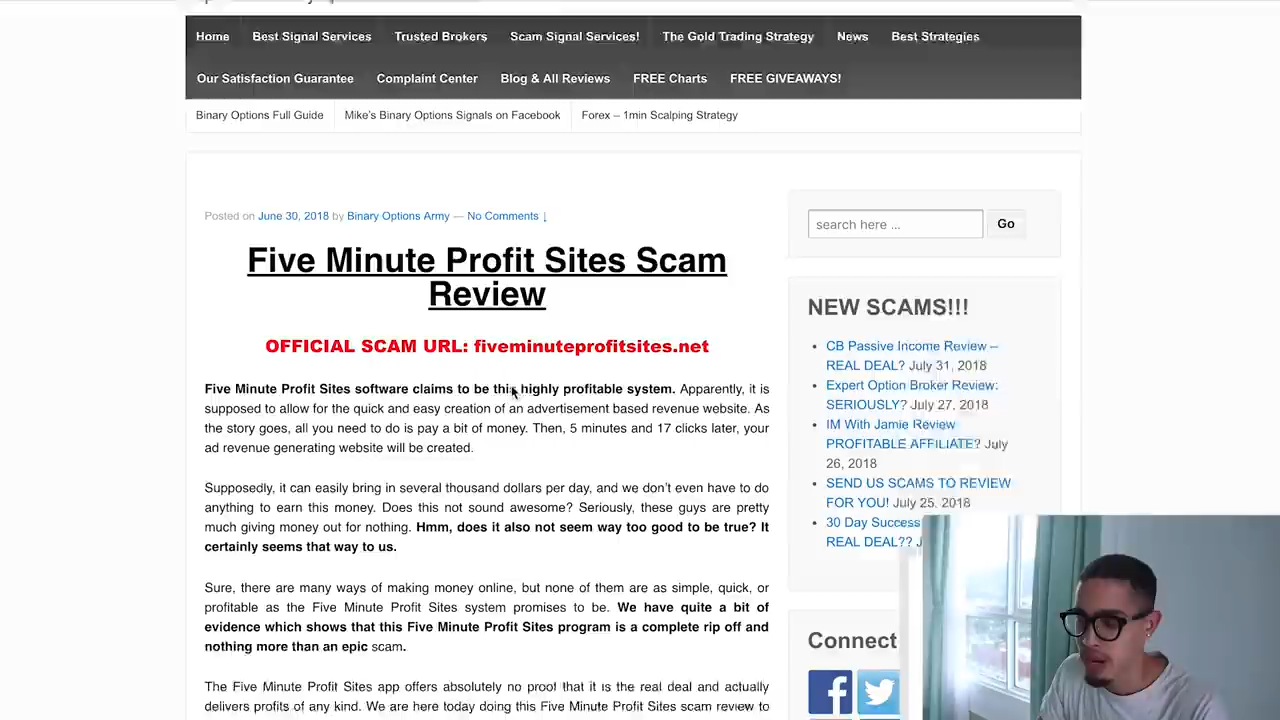 Home Best Signal Services Trusted Brokers Scam Signal Services! The Gold Trading Strategy News Best Strategies
Our Satisfaction Guarantee Complaint Center Blog & All Reviews FREE Charts FREE GIVEAWAYS!
Binary Options Full Guide Mike's Binary Options Signals on Facebook Forex – 1min Scalping Strategy
Posted on June 30, 2018 by Binary Options Army — No Comments ↓
Five Minute Profit Sites Scam
Review
OFFICIAL SCAM URL: fiveminuteprofitsites.net
Five Minute Profit Sites software claims to be this highly profitable system. Apparently, it is
supposed to allow for the quick and easy creation of an advertisement based revenue website. As
the story goes, all you need to do is pay a bit of money. Then, 5 minutes and 17 clicks later, your
ad revenue generating website will be created.
Supposedly, it can easily bring in several thousand dollars per day, and we don't even have to do
anything to earn this money. Does this not sound awesome? Seriously, these guys are pretty
much giving money out for nothing. Hmm, does it also not seem way too good to be true? It
certainly seems that way to us.
Sure, there are many ways of making money online, but none of them are as simple, quick, or
profitable as the Five Minute Profit Sites system promises to be. We have quite a bit of
evidence which shows that this Five Minute Profit Sites program is a complete rip off and
nothing more than an epic scam.
The Five Minute Profit Sites app offers absolutely no proof that it is the real deal and actually
delivers profits of any kind. We are here today doing this Five Minute Profit Sites scam review to
search here ...
Go
NEW SCAMS!!!
CB Passive Income Review –
REAL DEAL? July 31, 2018
Expert Option Broker Review:
SERIOUSLY? July 27, 2018
IM With Jamie Review
PROFITABLE AFFILIATE? July
26, 2018
SEND US SCAMS TO REVIEW
FOR YOU! July 25, 2018
30 Day Success
REAL DEAL??
Connect